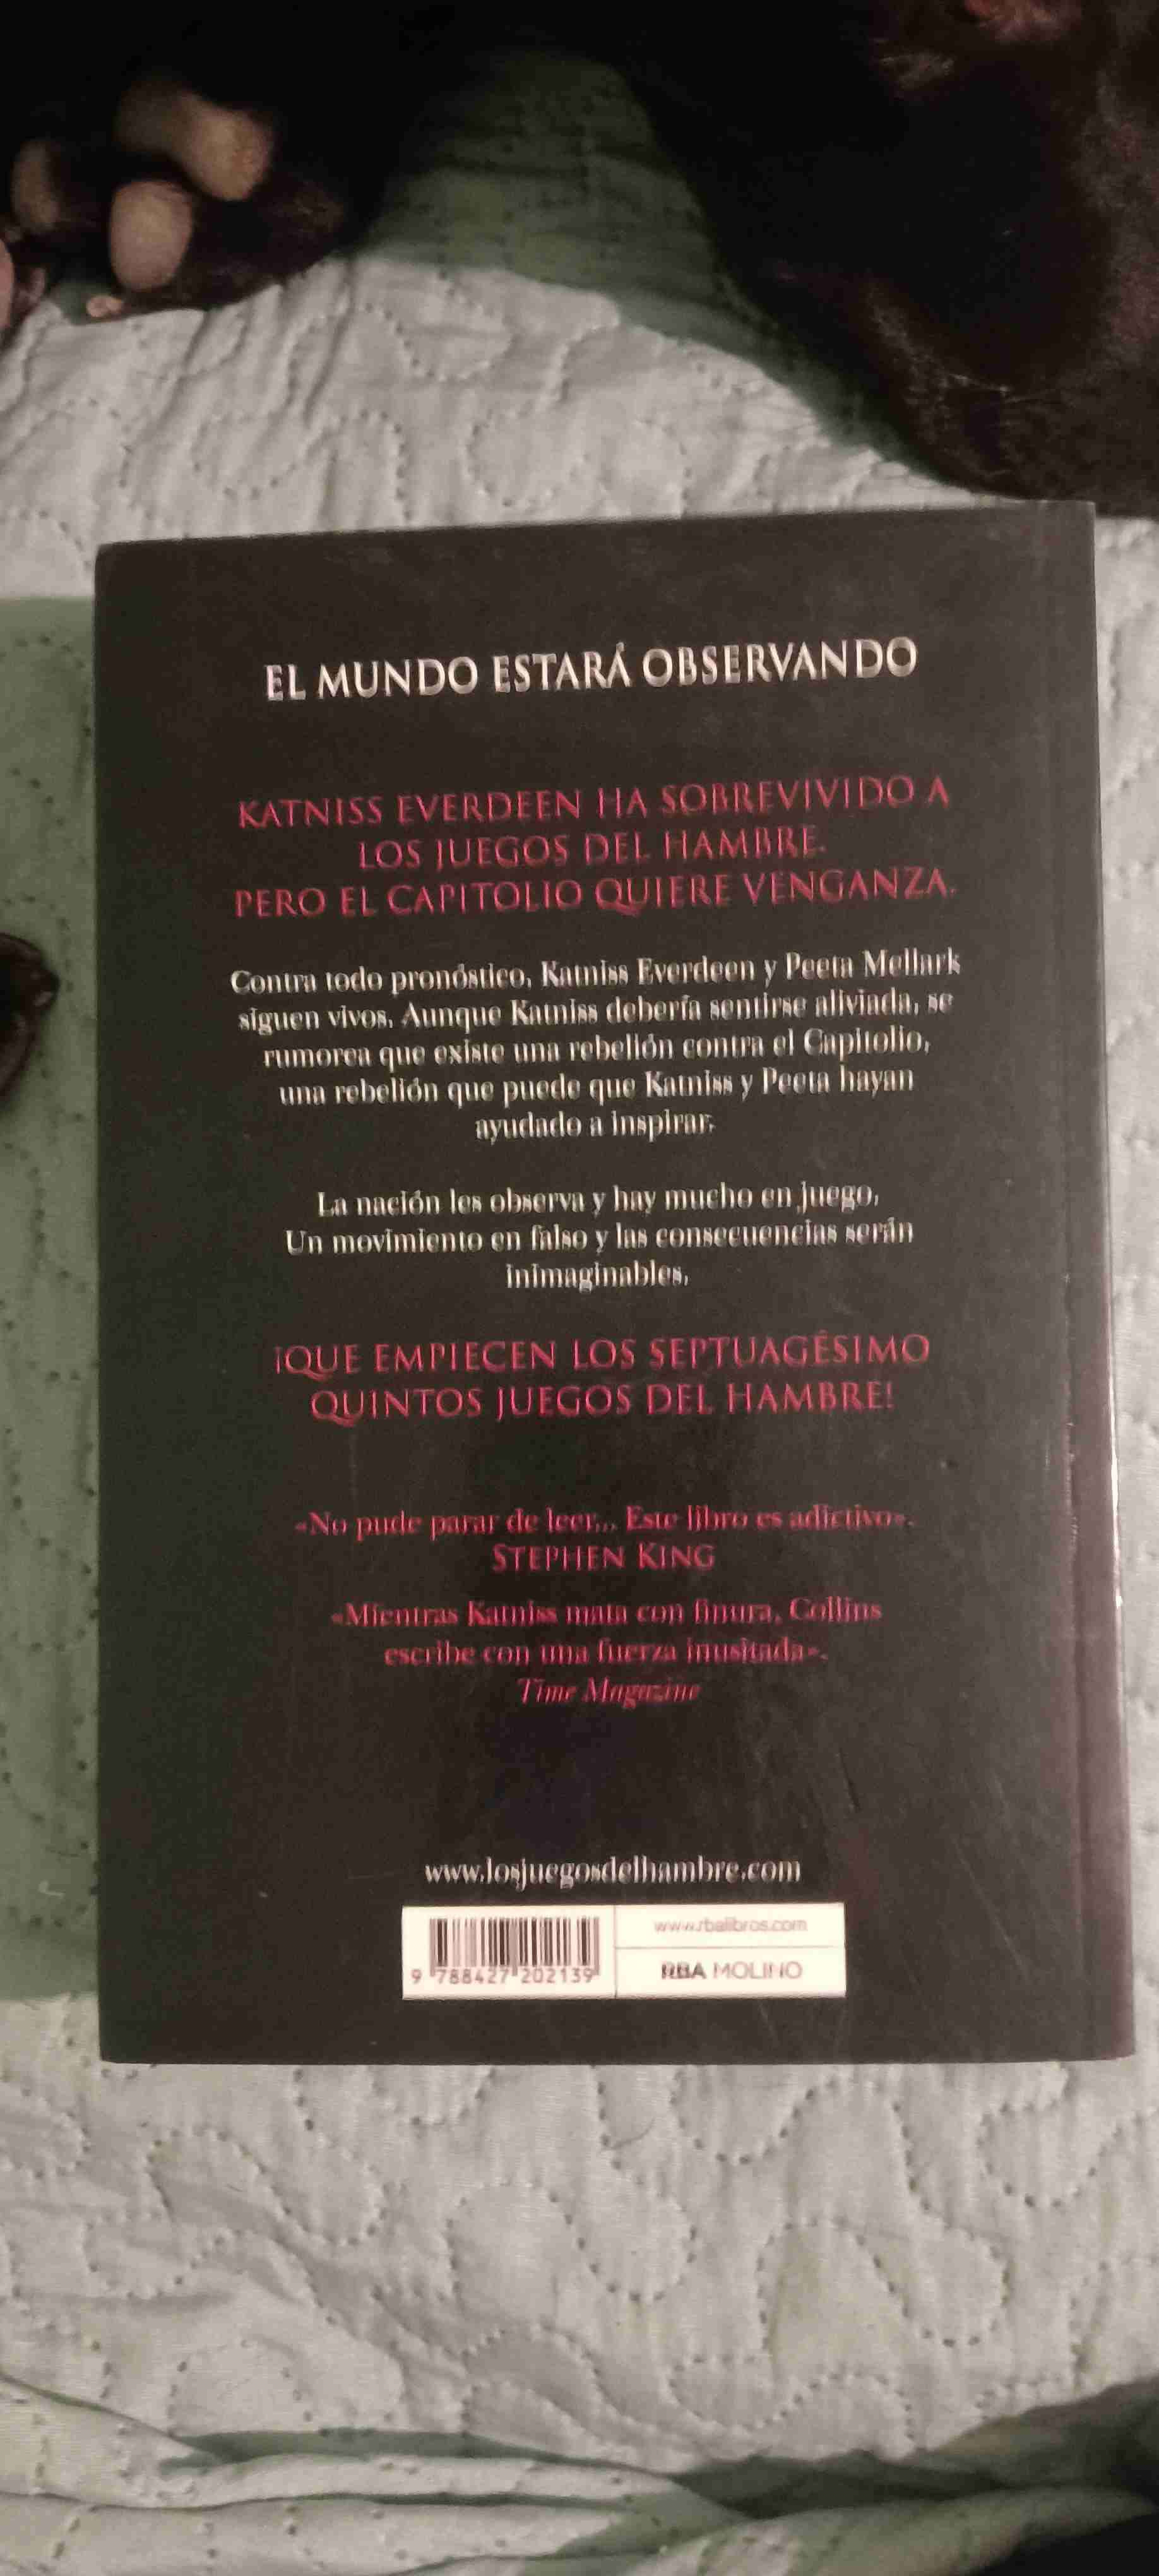 EL MUNDO ESTARÁ OBSERVANDO
KATNISS EVERDEEN HA SOBREVIVIDO A
LOS JUEGOS DEL HAMBRE.
PERO EL CAPITOLIO QUIERE VENGANZA.
Contra todo pronóstico, Katniss Everdeen y Peeta Mellark
siguen vivos. Aunque Katniss debería sentirse aliviada, se
rumorea que existe una rebelión contra el Capitolio,
una rebelión que puede que Katniss y Peeta hayan
ayudado a inspirar.
La nación les observa y hay mucho en juego.
Un movimiento en falso y las consecuencias serán
inimaginables.
¡QUE EMPIECEN LOS SEPTUAGÉSIMO
QUINTOS JUEGOS DEL HAMBRE!
«No pude parar de leer... Este libro es adictivo».
STEPHEN KING
«Mientras Katniss mata con finura, Collins
escribe con una fuerza inusitada».
Time Magazine
www.losjuegosdelhambre.com
www.rbalibros.com
9 788427 202139
RBA MOLINO